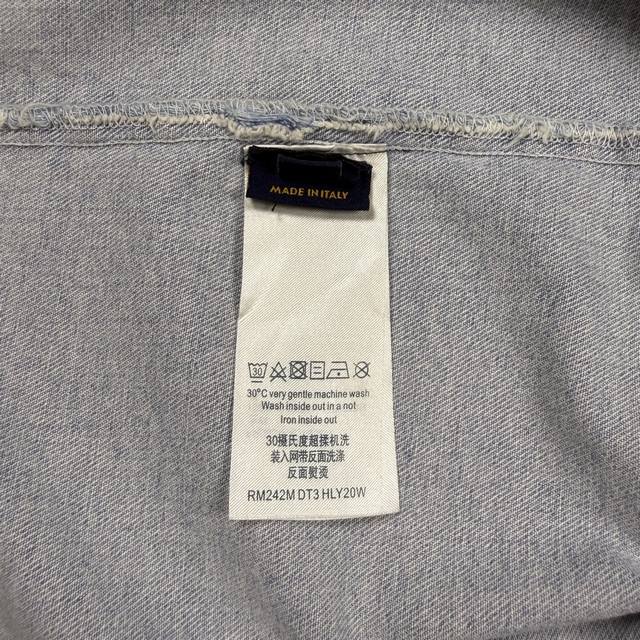 MADE IN ITALY
30
30°C very gentle machine wash
Wash inside out in a not
Iron inside out
30摄氏度超揉机洗
装入网带反面洗涤
反面熨烫
RM242M DT3 HLY20W